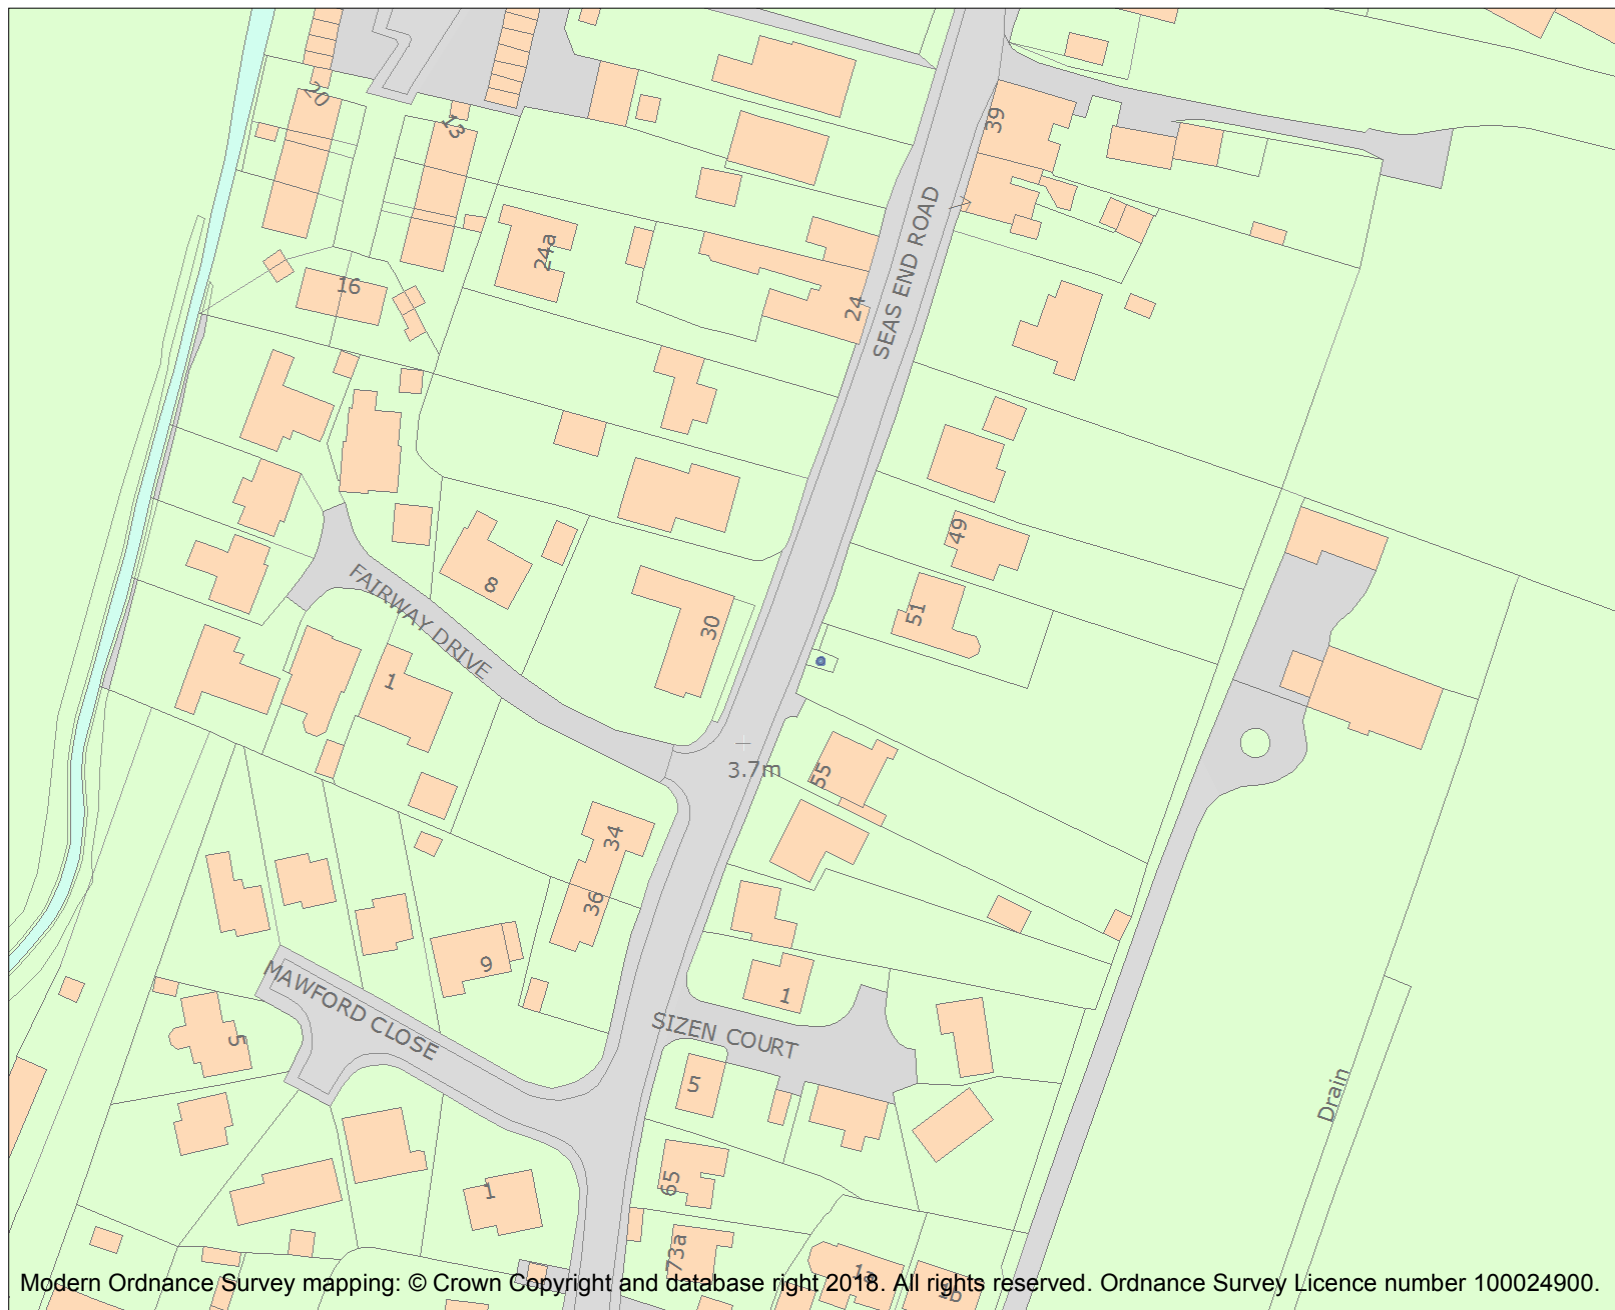 20
13
39
24a
SEAS END ROAD
16
24
49
8
FAIRWAY DRIVE
51
30
1
3.7m
55
34
36
9
MAWFORD CLOSE
1
SIZEN COURT
5
5
Drain
65
1
73a
1a
1b
Modern Ordnance Survey mapping: © Crown Copyright and database right 2018. All rights reserved. Ordnance Survey Licence number 100024900.